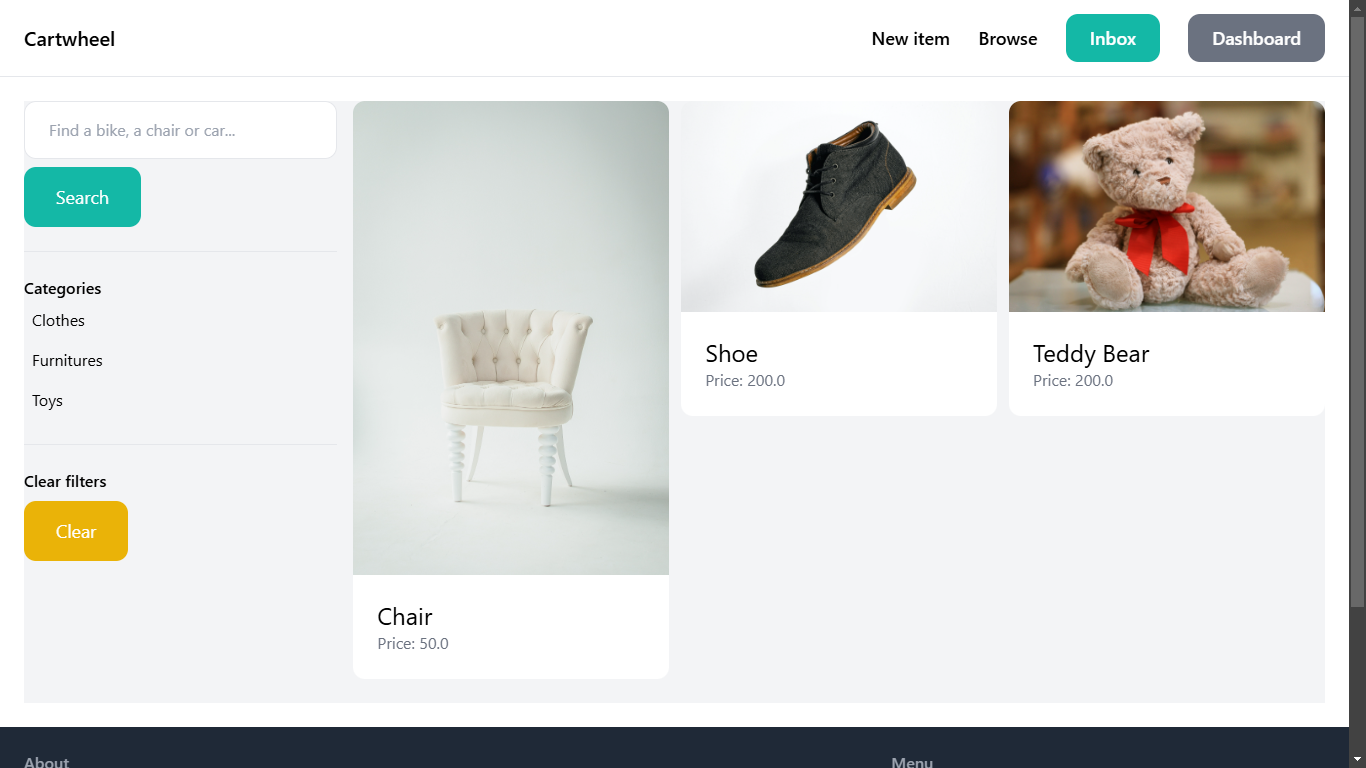 Cartwheel
New item
Browse
Inbox
Dashboard
Find a bike, a chair or car...
Search
Categories
Clothes
Furnitures
Toys
Clear filters
Clear
Chair
Price: 50.0
Shoe
Price: 200.0
Teddy Bear
Price: 200.0
About
Menu